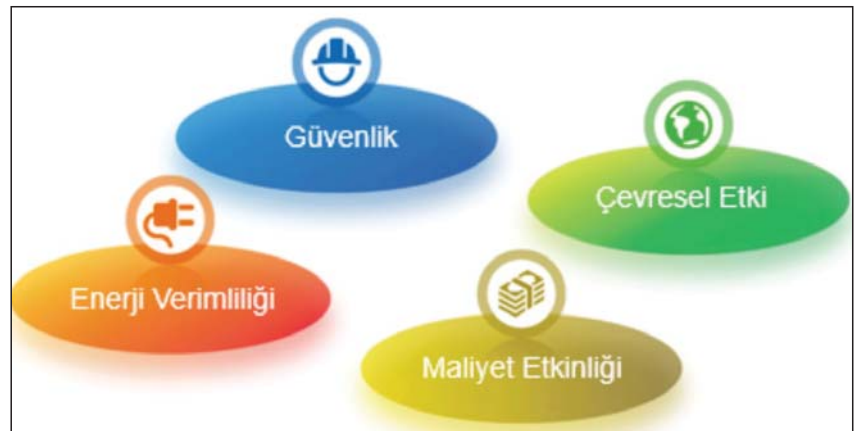 Güvenlik
Çevresel Etki
Enerji Verimliliği
Maliyet Etkinliği